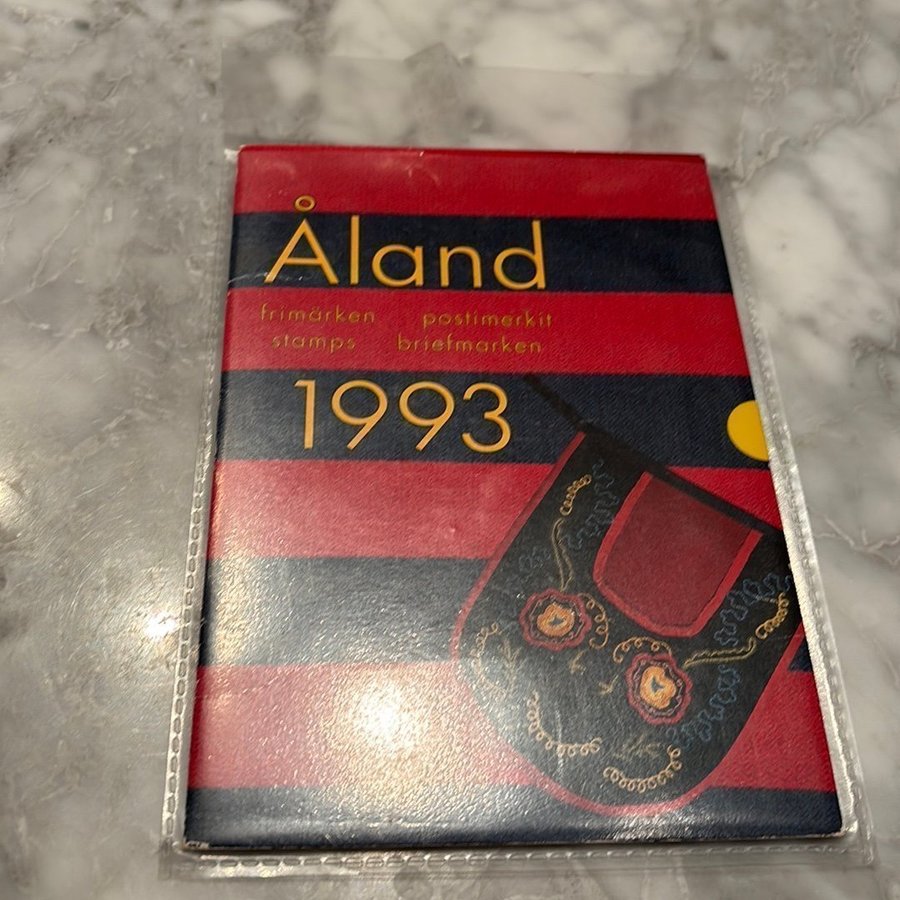 Åland
frimärken postimerkit
stamps briefmarken
1993